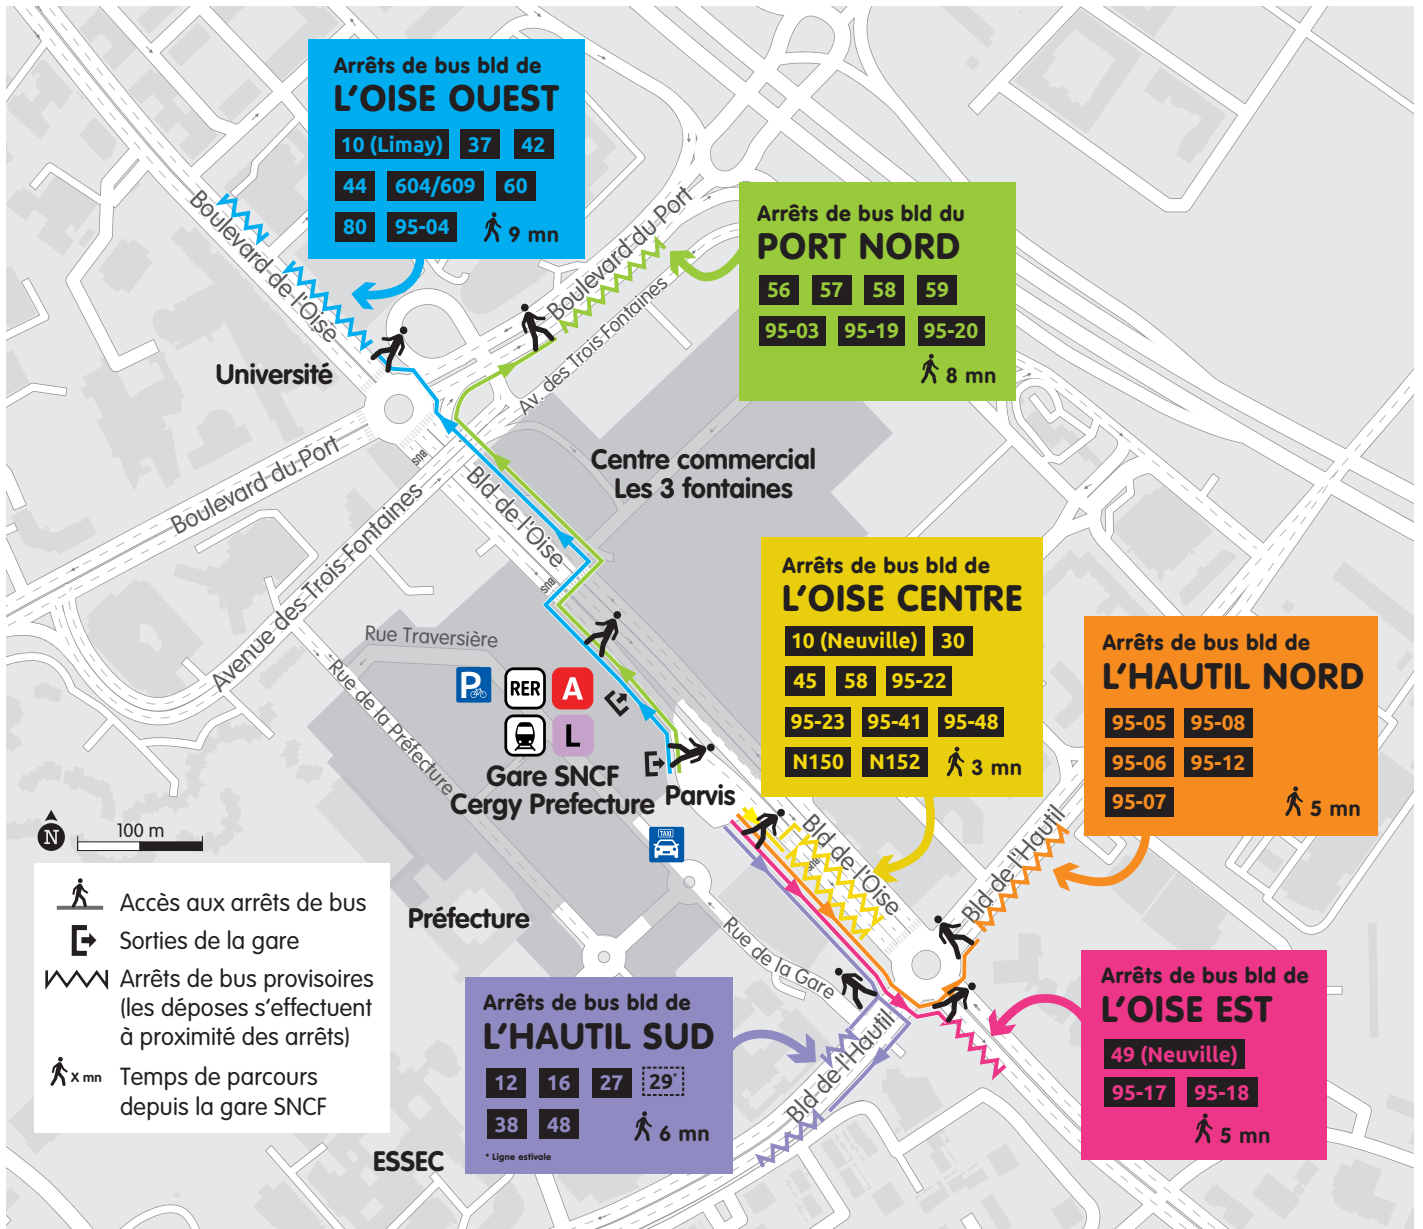 Arrêts de bus bld de
L'OISE OUEST
10 (Limay) 37 42
44 604/609 60
80 95-04 9 mn
Arrêts de bus bld du
PORT NORD
56 57 58 59
95-03 95-19 95-20
8 mn
Boulevard de l'Oise
Boulevard du Port
Av. des Trois Fontaines
Université
Boulevard du Port
BUS
Bld de l'Oise
BUS
Centre commercial
Les 3 fontaines
Avenue des Trois Fontaines
Rue Traversière
Rue de la Préfecture
P RER A
L
Gare SNCF
Cergy Prefecture
Parvis
TAXI
Arrêts de bus bld de
L'OISE CENTRE
10 (Neuville) 30
45 58 95-22
95-23 95-41 95-48
N150 N152 3 mn
Arrêts de bus bld de
L'HAUTIL NORD
95-05 95-08
95-06 95-12
95-07 5 mn
Bld de l'Oise
BUS
Bld de l'Hautil
N
100 m
Accès aux arrêts de bus
Sorties de la gare
Arrêts de bus provisoires
(les déposes s'effectuent
à proximité des arrêts)
x mn Temps de parcours
depuis la gare SNCF
Préfecture
Rue de la Gare
Arrêts de bus bld de
L'HAUTIL SUD
12 16 27 29*
38 48 6 mn
* Ligne estivale
Bld de l'Hautil
Arrêts de bus bld de
L'OISE EST
49 (Neuville)
95-17 95-18
5 mn
ESSEC